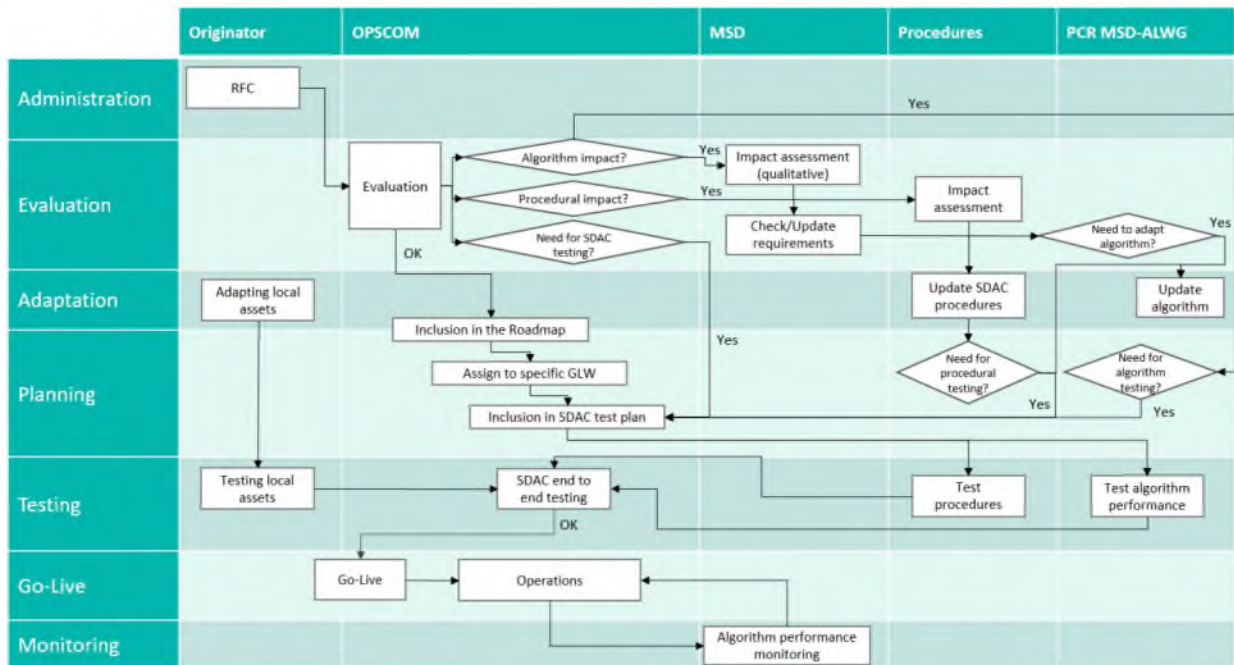 Originator
OPSCOM
MSD
Procedures
PCR MSD-ALWG
Administration
RFC
Yes
Evaluation
Evaluation
Algorithm impact?
Yes
Impact assessment
(qualitative)
Procedural impact?
Yes
Impact
assessment
Need for SDAC
testing?
Check/Update
requirements
Need to adapt
algorithm?
Yes
OK
Adaptation
Adapting local
assets
Update SDAC
procedures
Update
algorithm
Inclusion in the Roadmap
Yes
Planning
Assign to specific GLW
Need for
procedural
testing?
Need for
algorithm
testing?
Inclusion in SDAC test plan
Yes
Yes
Testing
Testing local
assets
SDAC end to
end testing
Test
procedures
Test algorithm
performance
OK
Go-Live
Go-Live
Operations
Monitoring
Algorithm performance
monitoring